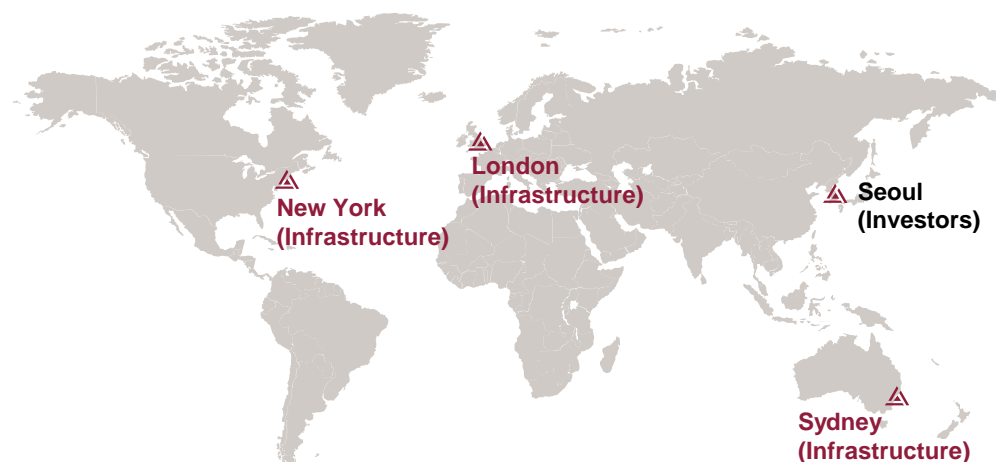 London
(Infrastructure)
New York
(Infrastructure)
Seoul
(Investors)
Sydney
(Infrastructure)